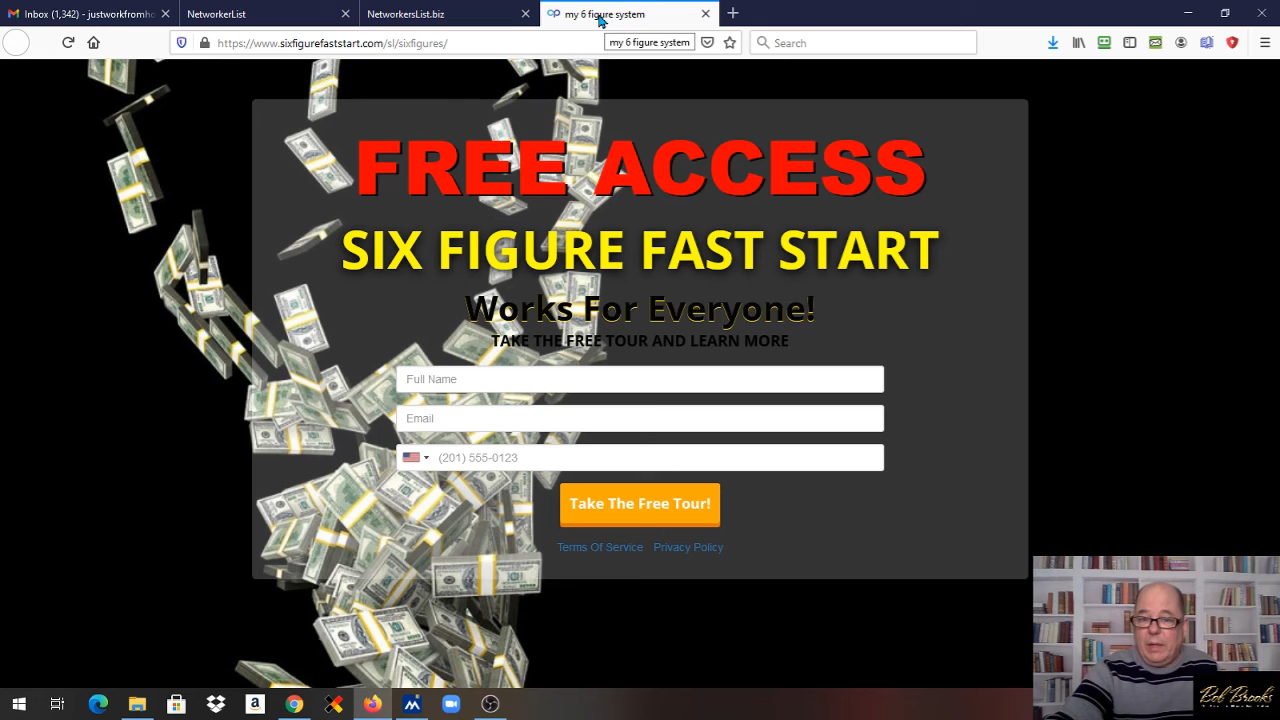 Inbox (1,342) - justworkfromho
NetworkerList
NetworkersList.biz
my 6 figure system
https://www.sixfigurefaststart.com/sl/sixfigures/
my 6 figure system
Search
FREE ACCESS
SIX FIGURE FAST START
Works For Everyone!
TAKE THE FREE TOUR AND LEARN MORE
Full Name
Email
(201) 555-0123
Take The Free Tour!
Terms Of Service Privacy Policy
Bob Brooks